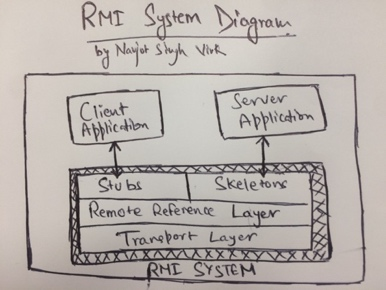 RMI System Diagram
by Navjot Singh Virk
Client
Application
Server
Application
Stubs
Skeletons
Remote Reference Layer
Transport Layer
RMI SYSTEM